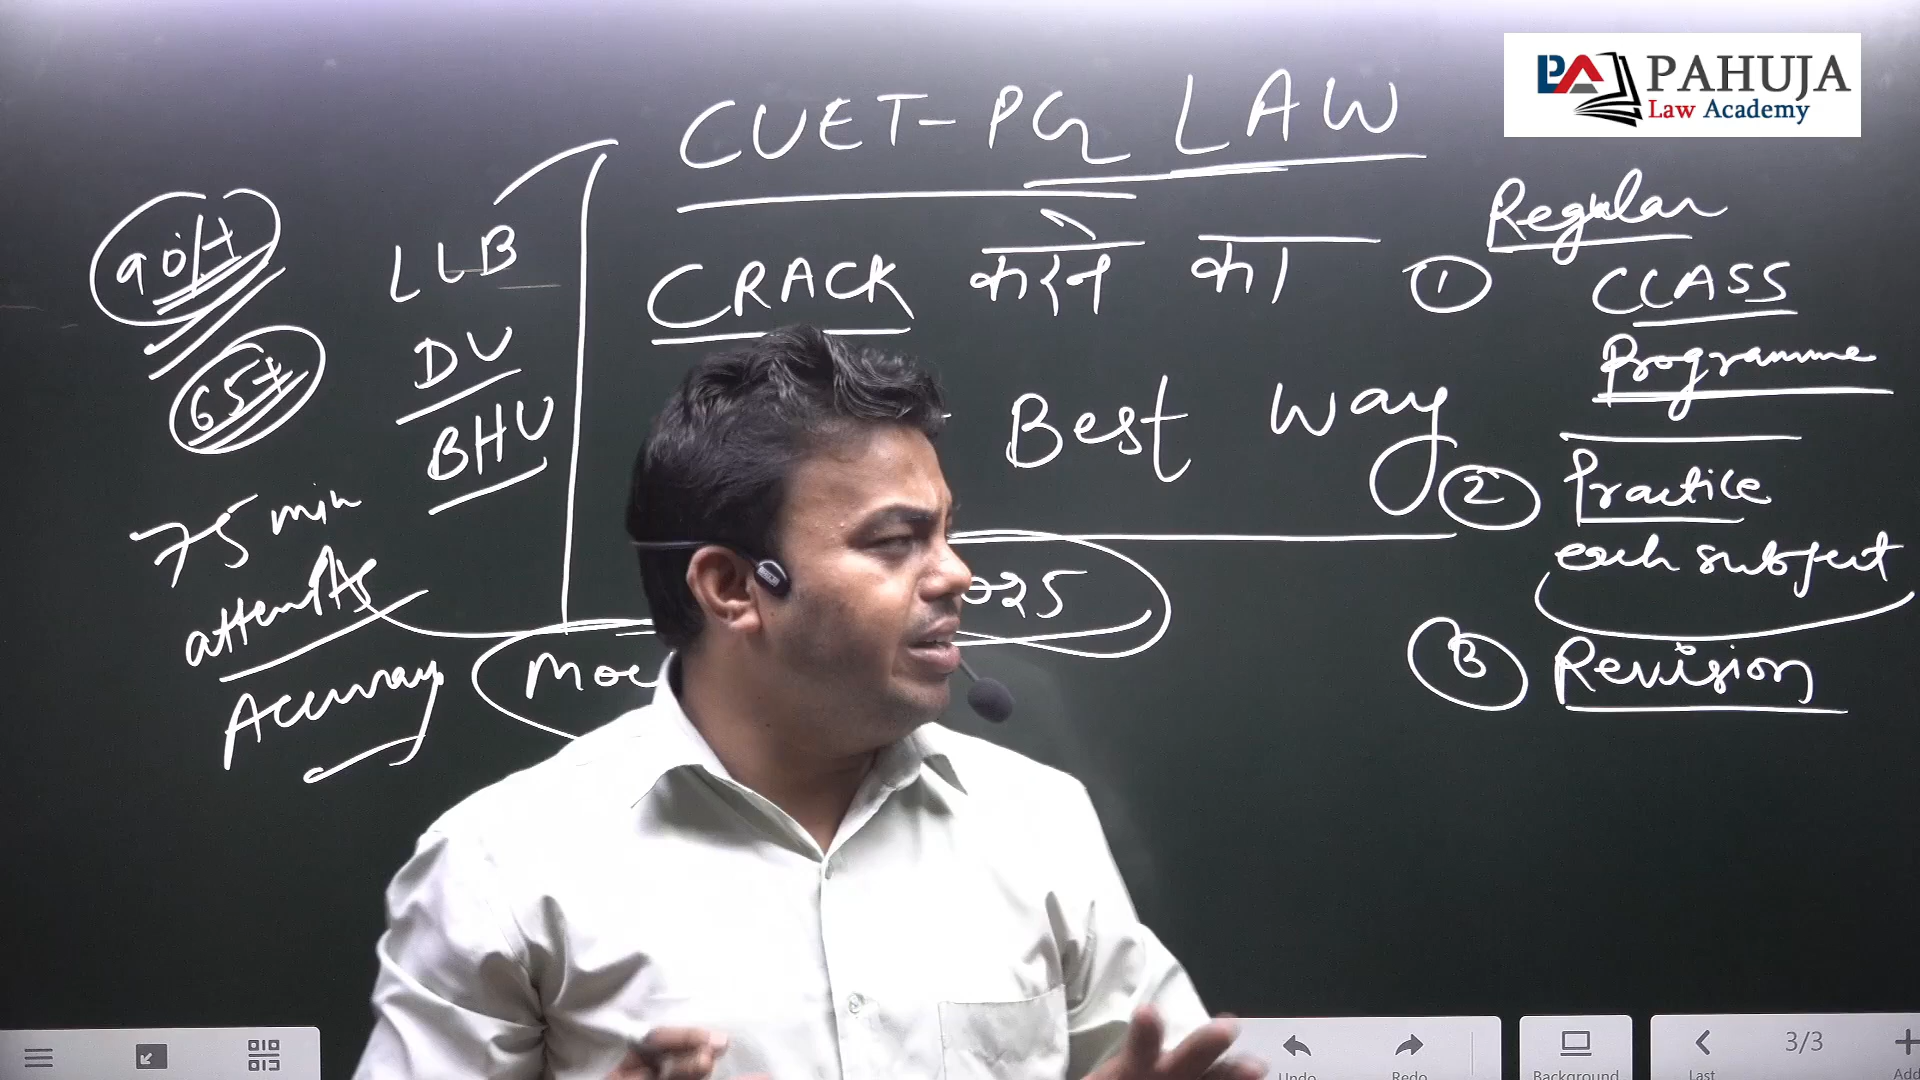 PAHUJA
Law Academy
CUET-PG LAW
CRACK करने का
Best Way
LLB
DU
BHU
90/+
65+
75 min
attempts
Accuracy
Regular
1 CLASS
Programme
2 Practice
each subject
3 Revision
Undo
Redo
Background
Last
3/3
Add